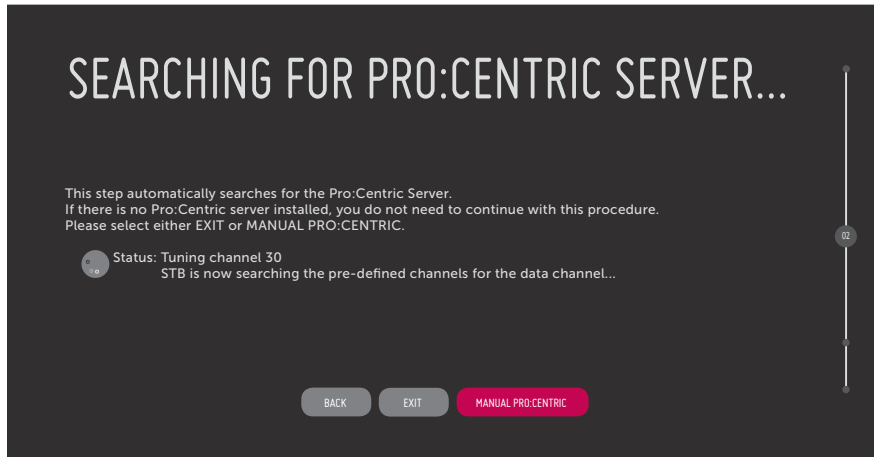 SEARCHING FOR PRO:CENTRIC SERVER...
This step automatically searches for the Pro:Centric Server.
If there is no Pro:Centric server installed, you do not need to continue with this procedure.
Please select either EXIT or MANUAL PRO:CENTRIC.
02
Status: Tuning channel 30
STB is now searching the pre-defined channels for the data channel...
BACK EXIT MANUAL PRO:CENTRIC